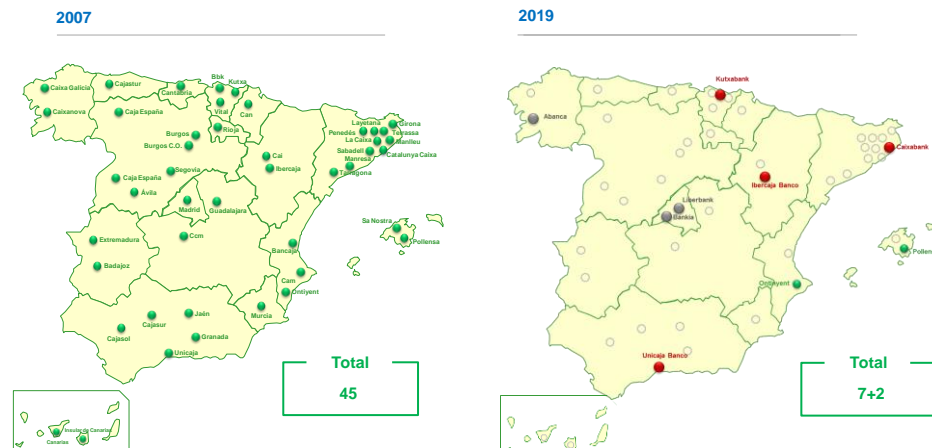 2007
Caixa Galicia
Cajastur
Cantabria
Bbk
Kutxa
Caixanova
Caja España
Vital
Can
Rioja
Burgos
Burgos C.O.
Layetana
Girona
Penedés
Terrassa
La Caixa
Manlleu
Sabadell
Catalunya Caixa
Manresa
Tarragona
Cai
Ibercaja
Segovia
Caja España
Ávila
Madrid
Guadalajara
Sa Nostra
Pollensa
Extremadura
Ccm
Bancaja
Badajoz
Cam
Ontiyent
Murcia
Jaén
Cajasur
Cajasol
Granada
Unicaja
Insular de Canarias
Canarias
Total
45
2019
Kutxabank
Abanca
Caixabank
Ibercaja Banco
Liberbank
Bankia
Pollen
Ontinyent
Unicaja Banco
Total
7+2